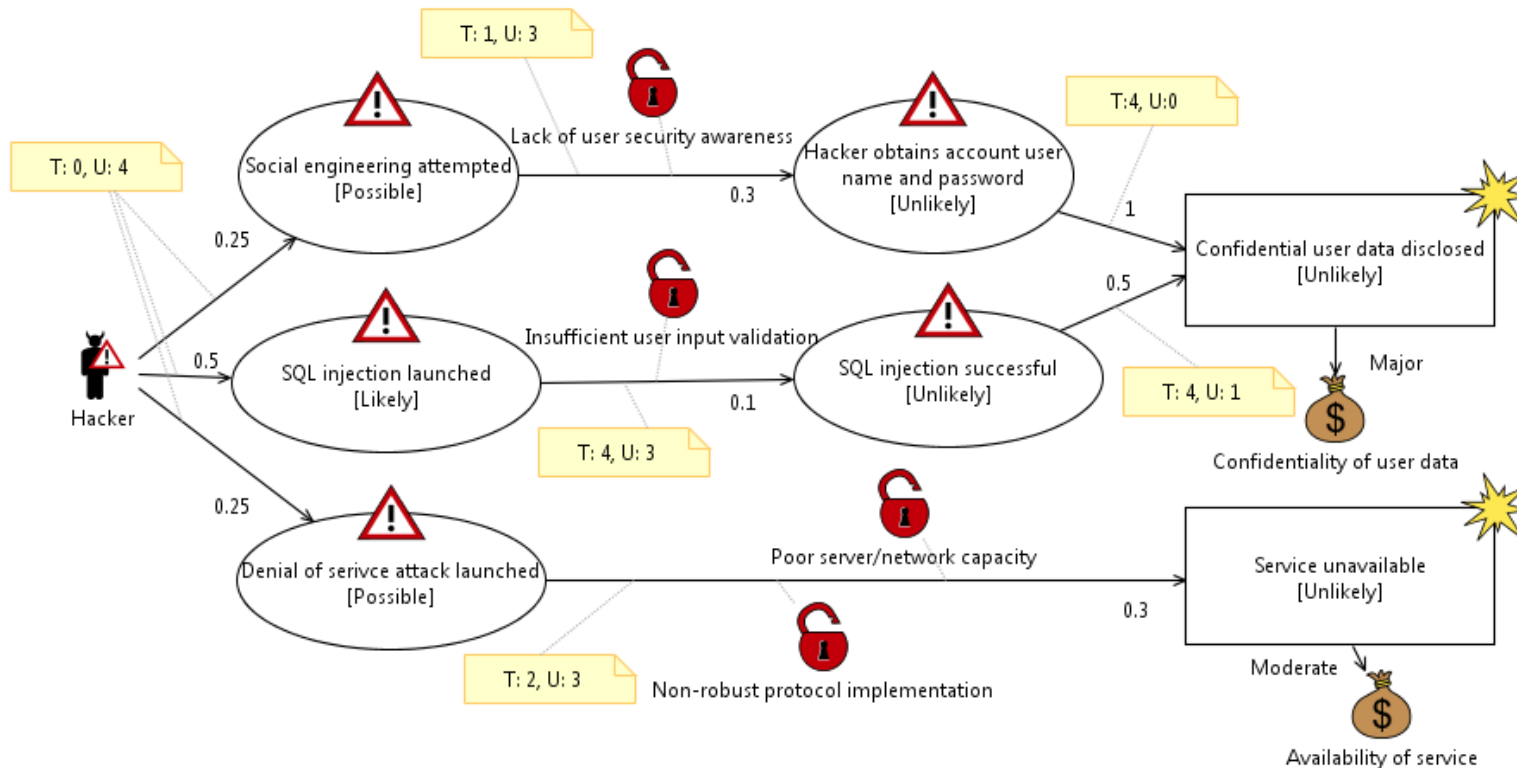 T: 1, U: 3
Lack of user security awareness
T:4, U:0
T: 0, U: 4
Social engineering attempted
[Possible]
0.3
Hacker obtains account user
name and password
[Unlikely]
1
0.25
Confidential user data disclosed
[Unlikely]
0.5
Insufficient user input validation
Hacker
0.5
SQL injection launched
[Likely]
0.1
SQL injection successful
[Unlikely]
T: 4, U: 1
Major
T: 4, U: 3
Confidentiality of user data
0.25
Denial of serivce attack launched
[Possible]
Poor server/network capacity
0.3
Service unavailable
[Unlikely]
T: 2, U: 3
Non-robust protocol implementation
Moderate
$
$
Availability of service